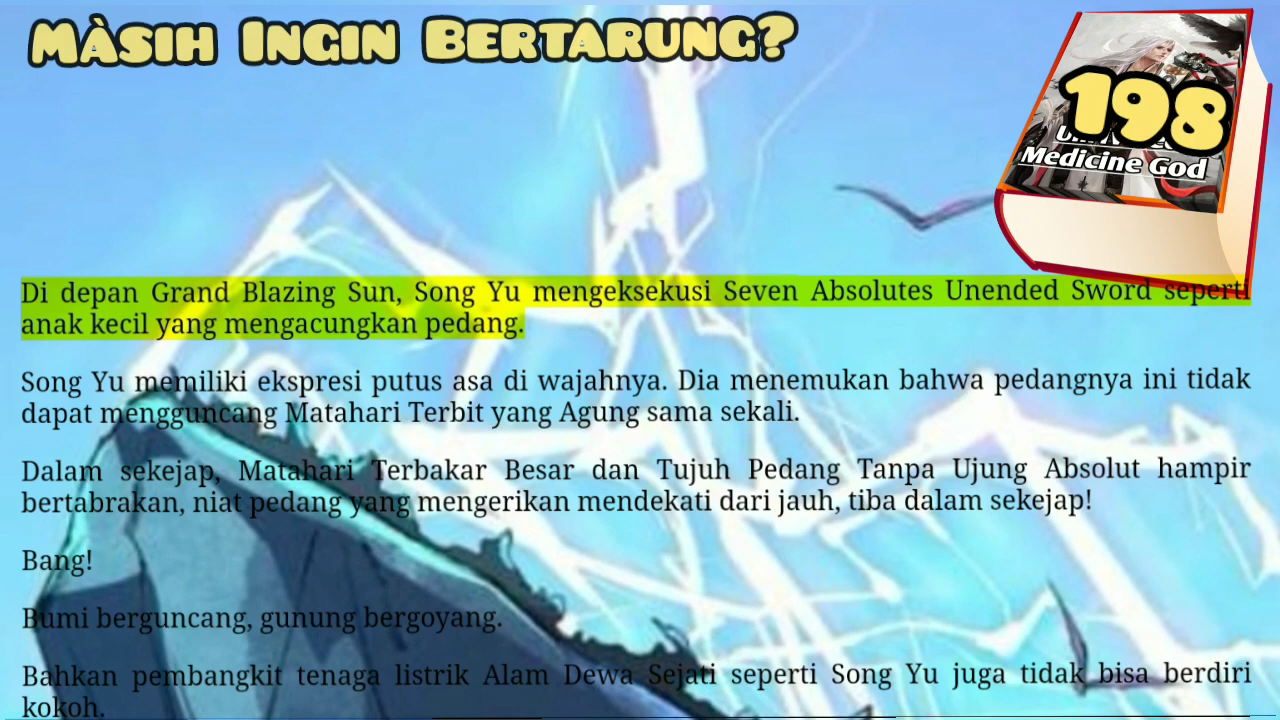 Màsih Ingin Bertarung?
198
Medicine God
Di depan Grand Blazing Sun, Song Yu mengeksekusi Seven Absolutes Unended Sword seperti
anak kecil yang mengacungkan pedang.
Song Yu memiliki ekspresi putus asa di wajahnya. Dia menemukan bahwa pedangnya ini tidak
dapat mengguncang Matahari Terbit yang Agung sama sekali.
Dalam sekejap, Matahari Terbakar Besar dan Tujuh Pedang Tanpa Ujung Absolut hampir
bertabrakan, niat pedang yang mengerikan mendekati dari jauh, tiba dalam sekejap!
Bang!
Bumi berguncang, gunung bergoyang.
Bahkan pembangkit tenaga listrik Alam Dewa Sejati seperti Song Yu juga tidak bisa berdiri
kokoh.